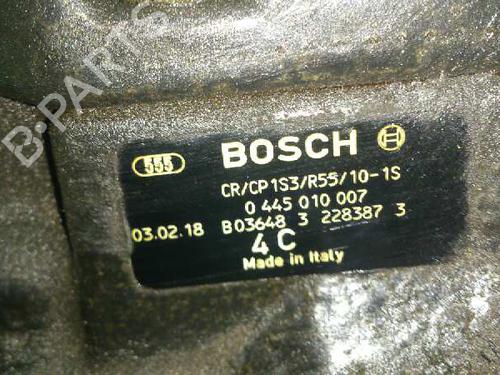 B-PARTS
555 BOSCH
CR/CP1S3/R55/10-1S
0 445 010 007
03.02.18 B03648 3 228387 3
4C
Made in Italy